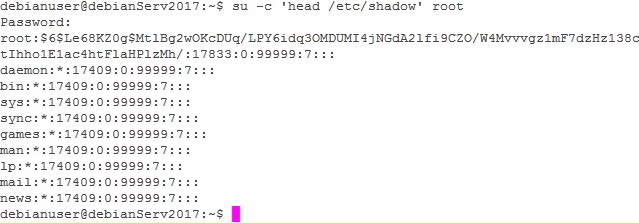 debianuser@debianServ2017:~$ su -c 'head /etc/shadow' root
Password:
root:$6$Le68KZ0g$MtlBg2wOKcDUq/LPY6idq3OMDUMI4jNGdA2lfi9CZO/W4Mvvvgz1mF7dzHz138c
tIhho1E1ac4htFlaHPlzMh/:17833:0:99999:7:::
daemon:*:17409:0:99999:7:::
bin:*:17409:0:99999:7:::
sys:*:17409:0:99999:7:::
sync:*:17409:0:99999:7:::
games:*:17409:0:99999:7:::
man:*:17409:0:99999:7:::
lp:*:17409:0:99999:7:::
mail:*:17409:0:99999:7:::
news:*:17409:0:99999:7:::
debianuser@debianServ2017:~$